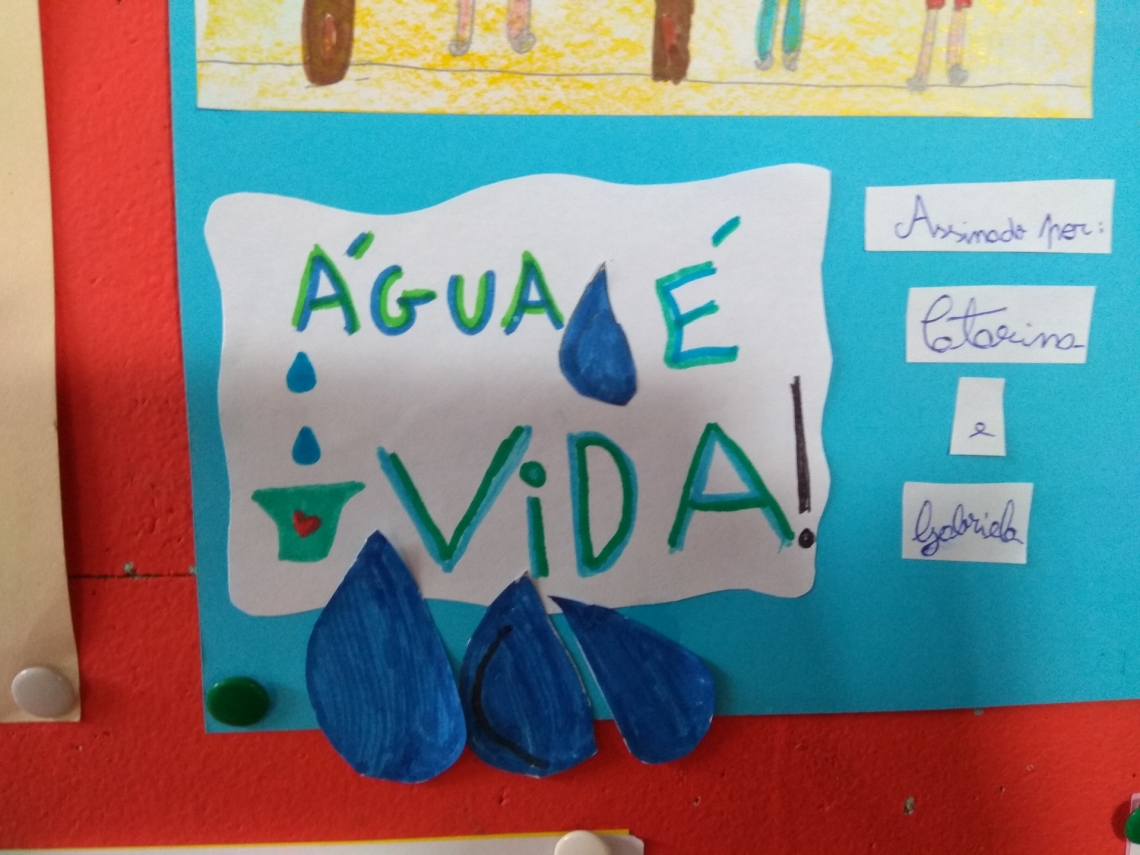 ÁGUA É
ViDA!
Assinado por:
Catarina
e
Gabriela